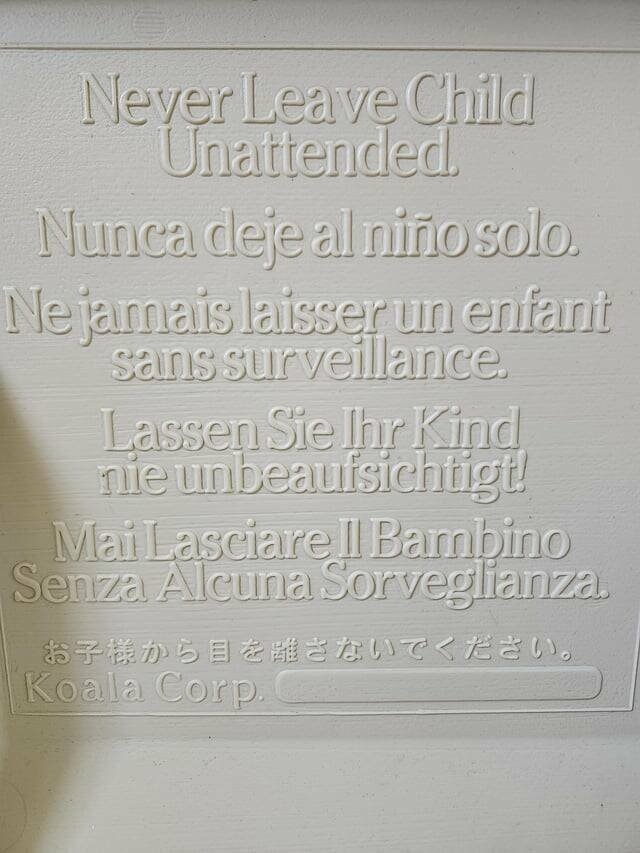 Never Leave Child
Unattended.
Nunca deje al niño solo.
Ne jamais laisser un enfant
sans surveillance.
Lassen Sie Ihr Kind
nie unbeaufsichtigt!
Mai Lasciare Il Bambino
Senza Alcuna Sorveglianza.
お子様から目を離さないでください。
Koala Corp.